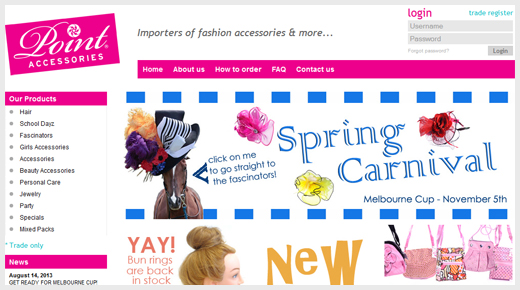 Point
ACCESSORIES
Importers of fashion accessories & more...
login
trade register
Username
Password
Forgot password?
Login
Home
About us
How to order
FAQ
Contact us
Our Products
Hair
School Dayz
Fascinators
Girls Accessories
Accessories
Beauty Accessories
Personal Care
Jewelry
Party
Specials
Mixed Packs
* Trade only
News
August 14, 2013
GET READY FOR MELBOURNE CUP!
click on me
to go straight to
the fascinators!
Spring
Carnival
Melbourne Cup - November 5th
YAY!
Bun rings
are back
in stock
NEW